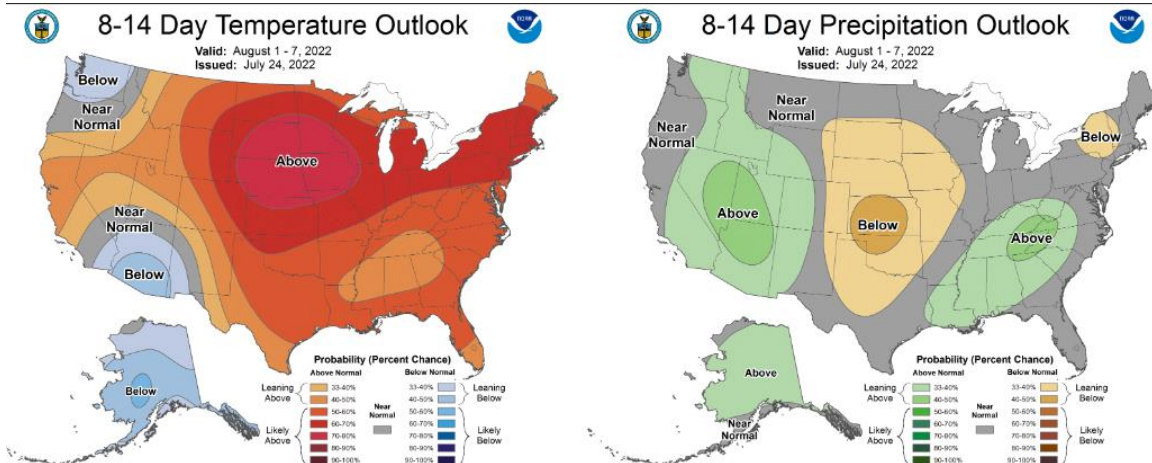 8-14 Day Temperature Outlook
Valid: August 1 - 7, 2022
Issued: July 24, 2022
Below
Near
Normal
Above
Near
Normal
Below
Below
Probability (Percent Chance)
Above Normal
Below Normal
Leaning
Above
Likely
Above
33-40%
40-50%
50-60%
60-70%
70-80%
80-90%
90-100%
Near
Normal
33-40%
40-50%
50-60%
60-70%
70-80%
80-90%
90-100%
Leaning
Below
Likely
Below
8-14 Day Precipitation Outlook
Valid: August 1 - 7, 2022
Issued: July 24, 2022
Near
Normal
Near
Normal
Below
Above
Below
Above
Above
Near
Normal
Probability (Percent Chance)
Above Normal
Below Normal
Leaning
Above
Likely
Above
33-40%
40-50%
50-60%
60-70%
70-80%
80-90%
90-100%
Near
Normal
33-40%
40-50%
50-60%
60-70%
70-80%
80-90%
90-100%
Leaning
Below
Likely
Below